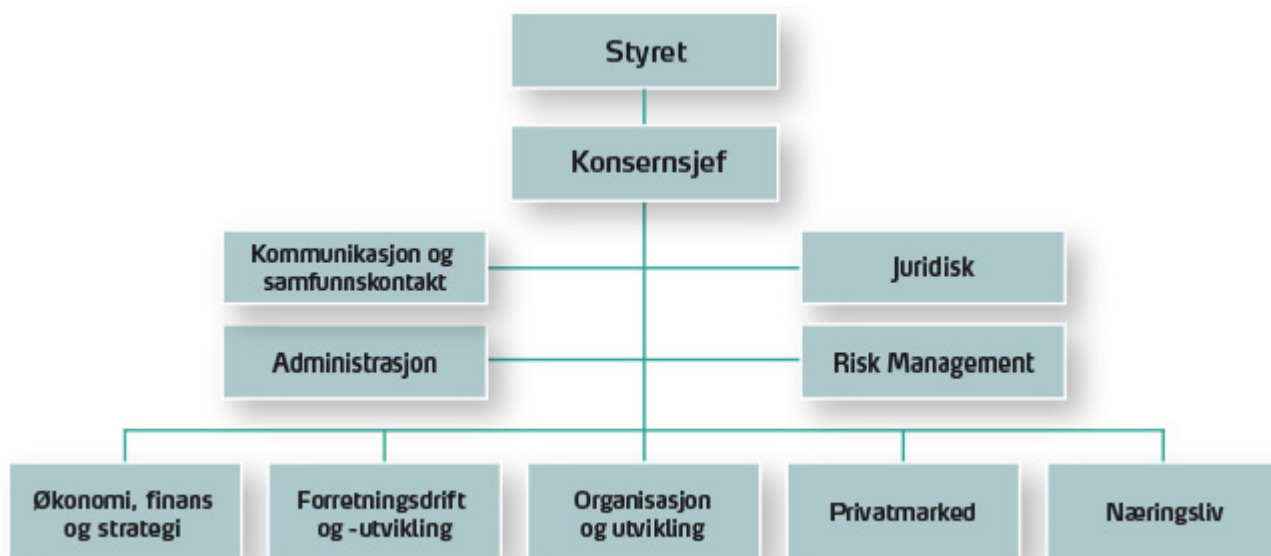 Styret
Konsernsjef
Kommunikasjon og
samfunnskontakt
Juridisk
Administrasjon
Risk Management
Økonomi, finans
og strategi
Forretningsdrift
og -utvikling
Organisasjon
og utvikling
Privatmarked
Næringsliv